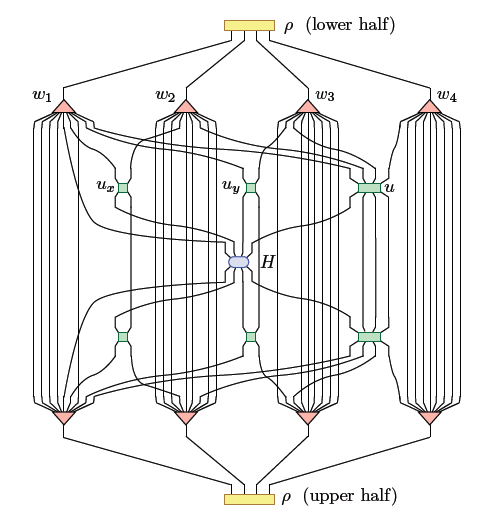 ρ (lower half)
w₁ w₂ w₃ w₄
uₓ u_y u
H
ρ (upper half)